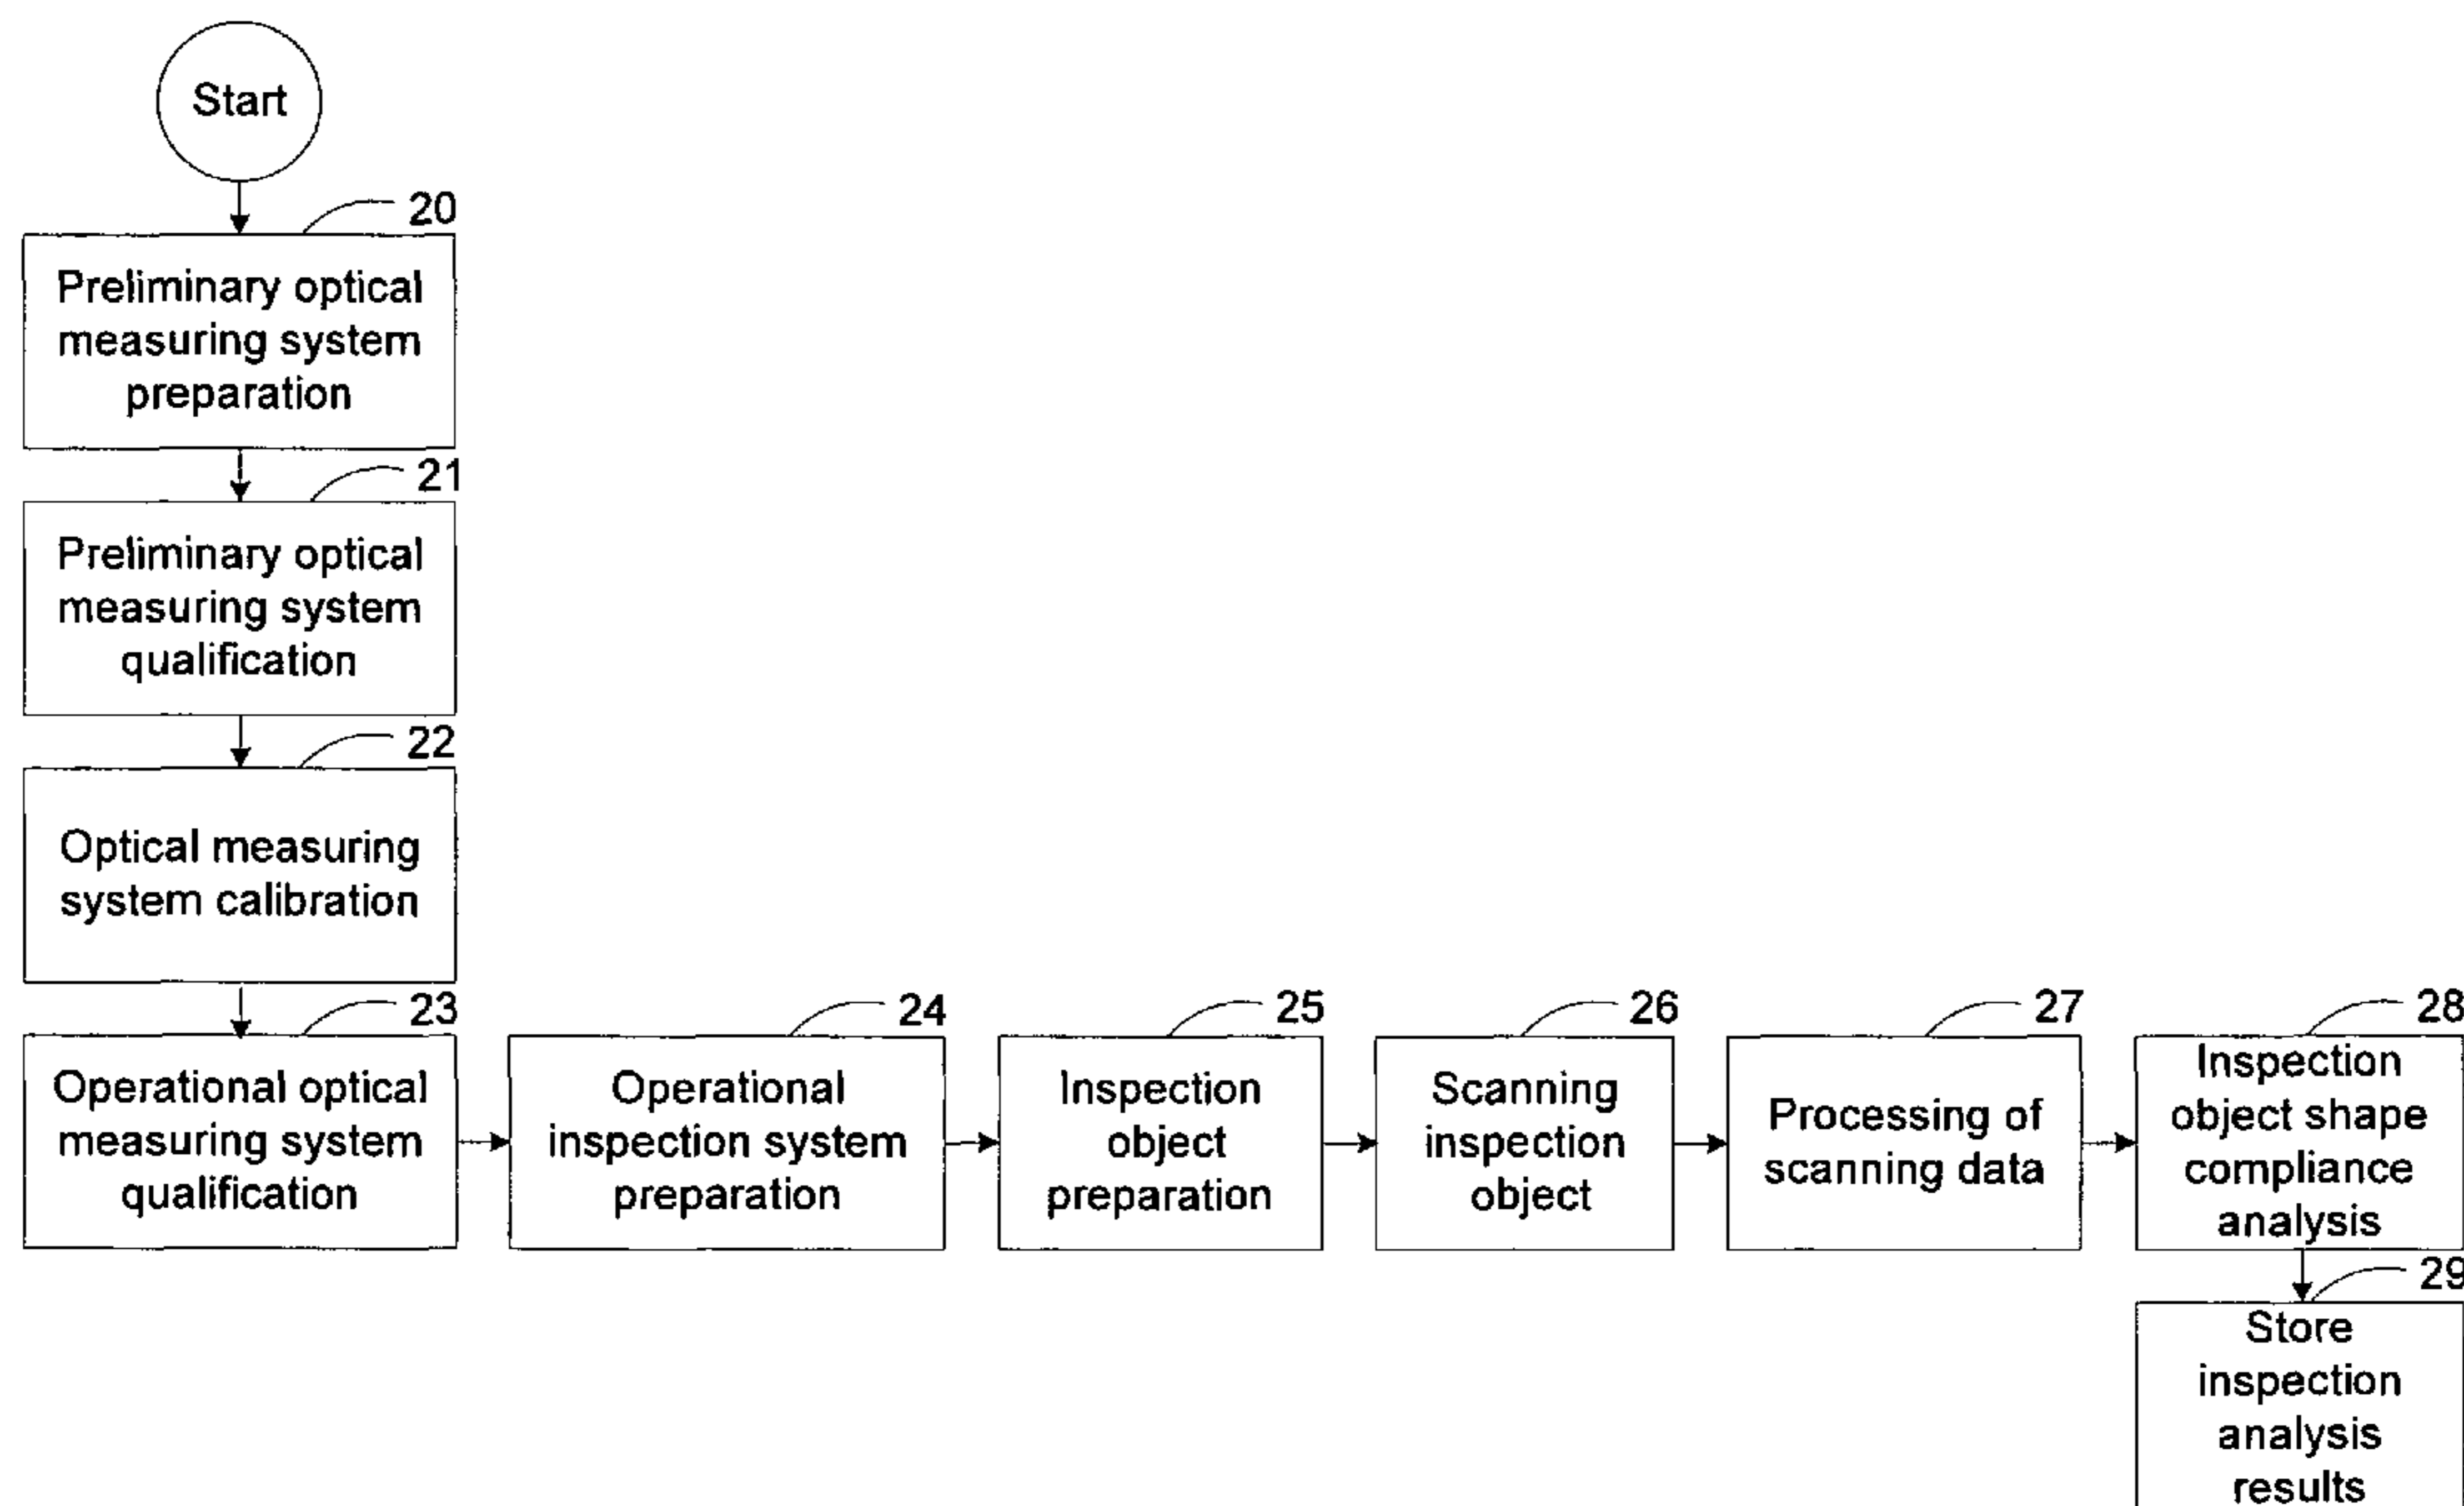 Start
20
Preliminary optical
measuring system
preparation
21
Preliminary optical
measuring system
qualification
22
Optical measuring
system calibration
23
Operational optical
measuring system
qualification
24
Operational
inspection system
preparation
25
Inspection
object
preparation
26
Scanning
inspection
object
27
Processing of
scanning data
28
Inspection
object shape
compliance
analysis
29
Store
inspection
analysis
results